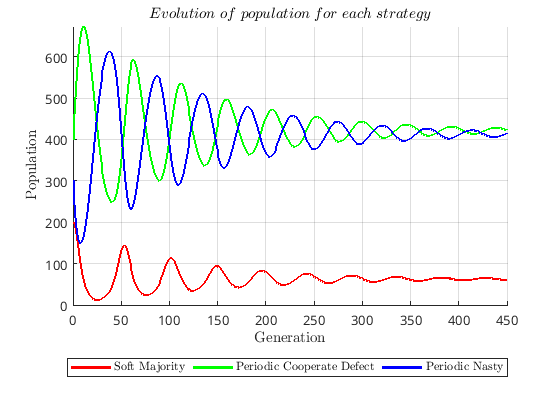 Evolution of population for each strategy
Population
600
500
400
300
200
100
0
0 50 100 150 200 250 300 350 400 450
Generation
Soft Majority Periodic Cooperate Defect Periodic Nasty